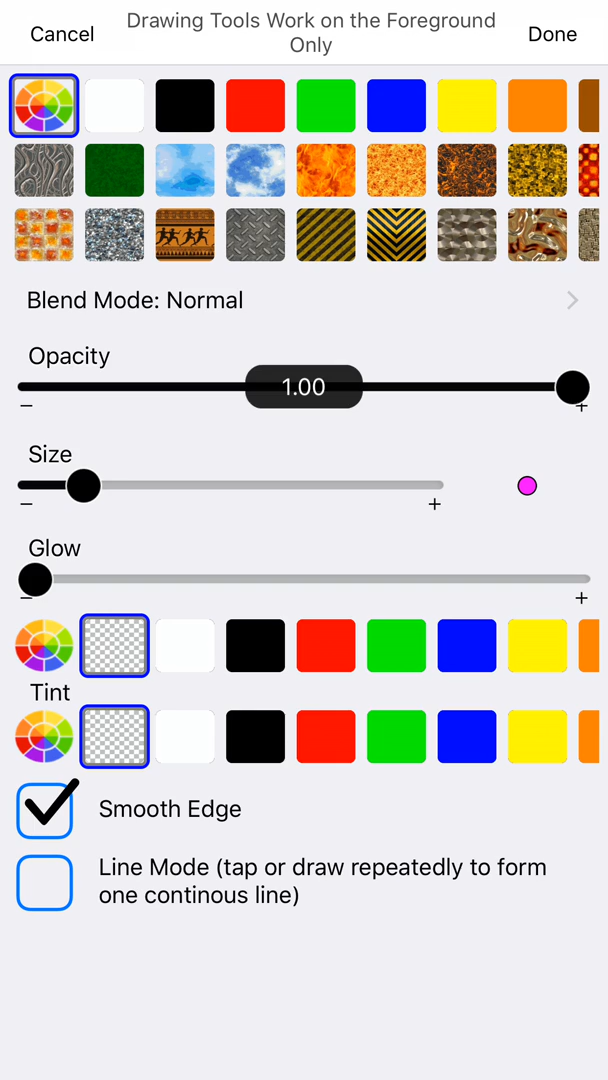 Cancel
Drawing Tools Work on the Foreground
Only
Done
Blend Mode: Normal
Opacity
1.00
− +
Size
− +
Glow
− +
Tint
Smooth Edge
Line Mode (tap or draw repeatedly to form
one continous line)